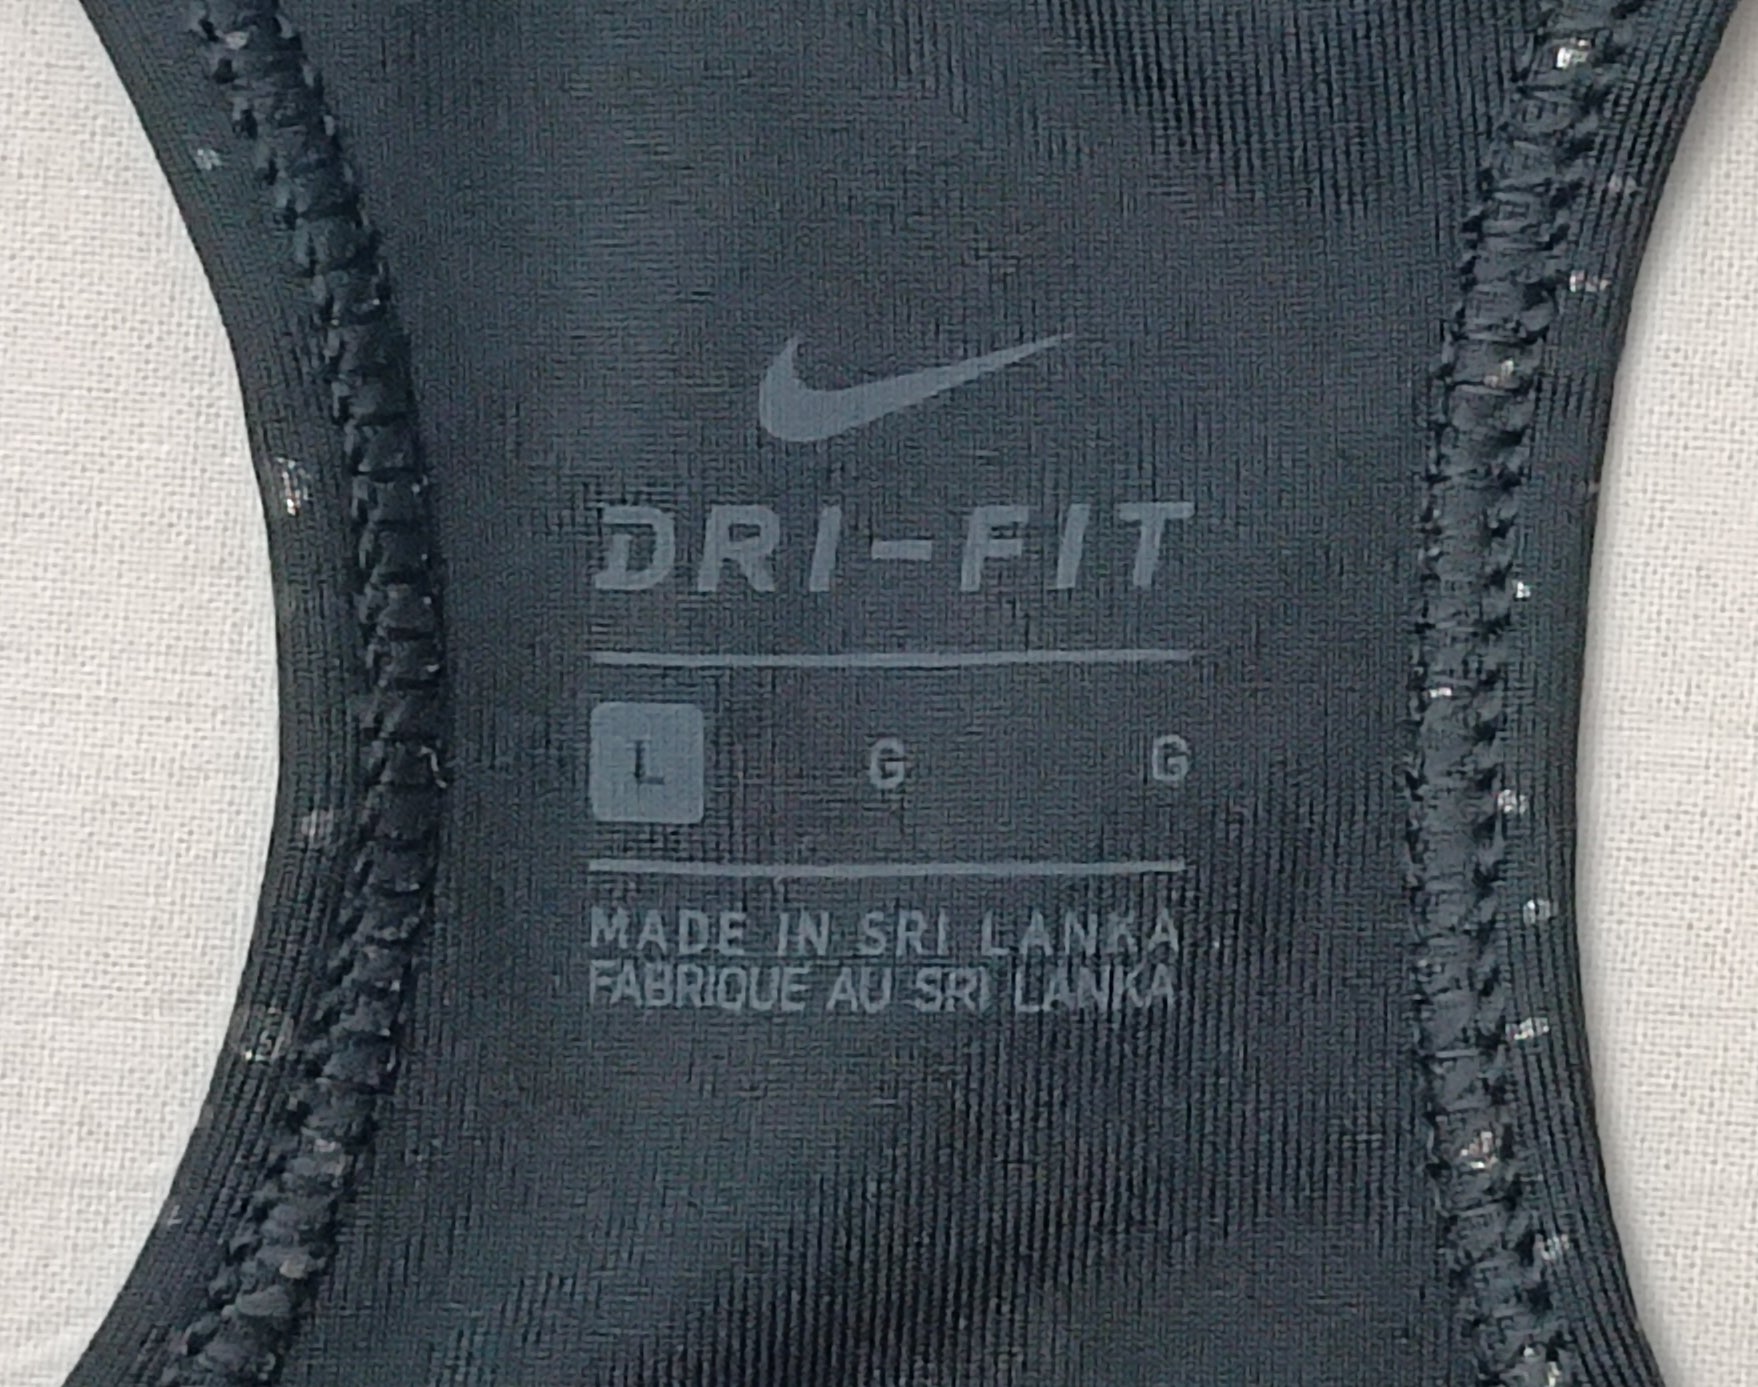 DRI-FIT
L G G
MADE IN SRI LANKA
FABRIQUE AU SRI LANKA